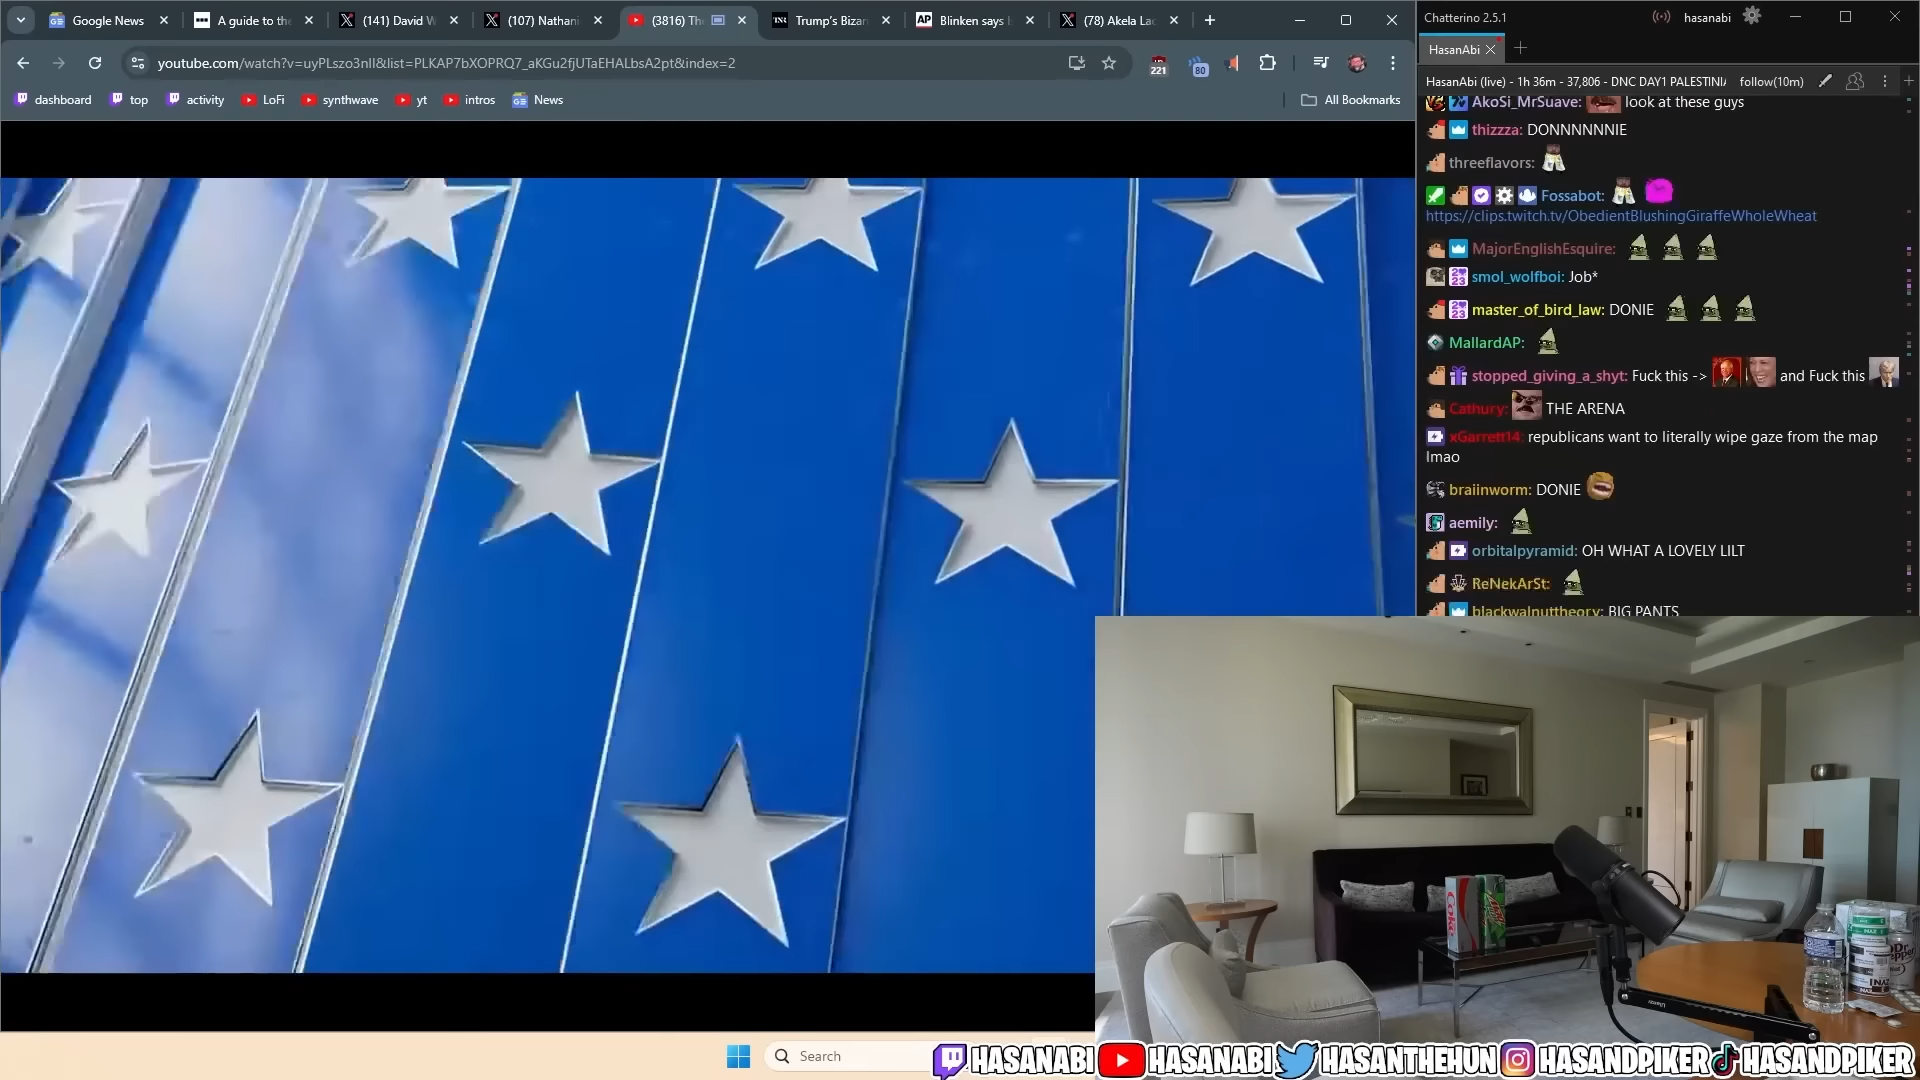 Google News
A guide to the
(141) David W
(107) Nathani
(3816) Th
Trump's Bizar
Blinken says I
(78) Akela Lac
youtube.com/watch?v=uyPLszo3nII&list=PLKAP7bXOPRQ7_aKGu2fjUTaEHALbsA2pt&index=2
221
80
dashboard
top
activity
LoFi
synthwave
yt
intros
News
All Bookmarks
Chatterino 2.5.1
hasanabi
HasanAbi
HasanAbi (live) - 1h 36m - 37,806 - DNC DAY1 PALESTINI
follow(10m)
AkoSi_MrSuave: look at these guys
thizzza: DONNNNNNIE
threeflavors:
Fossabot:
https://clips.twitch.tv/ObedientBlushingGiraffeWholeWheat
MajorEnglishEsquire:
smol_wolfboi: Job*
master_of_bird_law: DONIE
MallardAP:
stopped_giving_a_shyt: Fuck this -> and Fuck this
Cathury: THE ARENA
xGarrett14: republicans want to literally wipe gaze from the map
lmao
braiinworm: DONIE
aemily:
orbitalpyramid: OH WHAT A LOVELY LILT
ReNekArSt:
blackwalnuttheory: BIG PANTS
Search
HASANABI
HASANABI
HASANTHEHUN
HASANDPIKER
HASANDPIKER